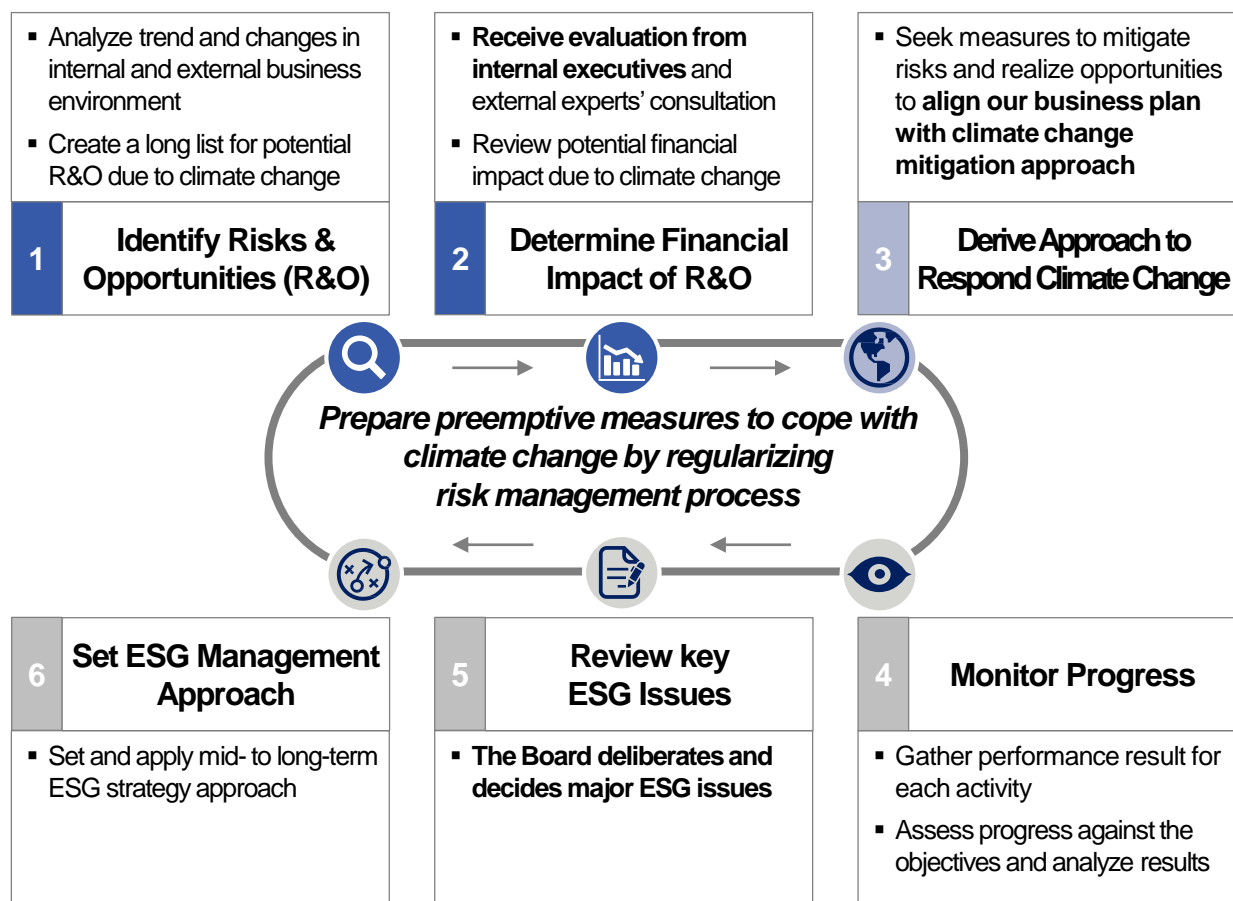 ▪ Analyze trend and changes in
internal and external business
environment
▪ Create a long list for potential
R&O due to climate change
1
Identify Risks &
Opportunities (R&O)
▪ Receive evaluation from
internal executives and
external experts’ consultation
▪ Review potential financial
impact due to climate change
2
Determine Financial
Impact of R&O
▪ Seek measures to mitigate
risks and realize opportunities
to align our business plan
with climate change
mitigation approach
3
Derive Approach to
Respond Climate Change
Prepare preemptive measures to cope with
climate change by regularizing
risk management process
6
Set ESG Management
Approach
▪ Set and apply mid- to long-term
ESG strategy approach
5
Review key
ESG Issues
▪ The Board deliberates and
decides major ESG issues
4
Monitor Progress
▪ Gather performance result for
each activity
▪ Assess progress against the
objectives and analyze results